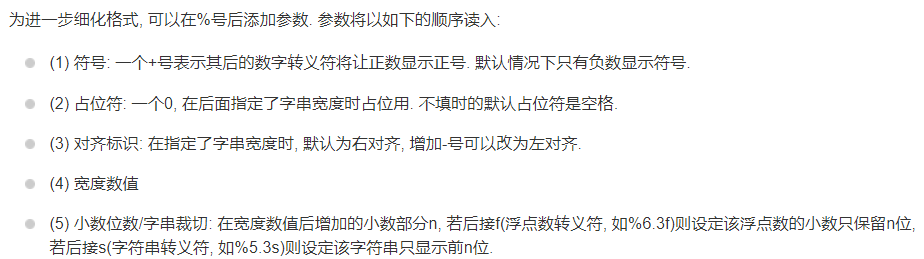 为进一步细化格式, 可以在%号后添加参数. 参数将以如下的顺序读入:
(1) 符号: 一个+号表示其后的数字转义符将让正数显示正号. 默认情况下只有负数显示符号.
(2) 占位符: 一个0, 在后面指定了字串宽度时占位用. 不填时的默认占位符是空格.
(3) 对齐标识: 在指定了字串宽度时, 默认为右对齐, 增加-号可以改为左对齐.
(4) 宽度数值
(5) 小数位数/字串裁切: 在宽度数值后增加的小数部分n, 若后接f(浮点数转义符, 如%6.3f)则设定该浮点数的小数只保留n位,
若后接s(字符串转义符, 如%5.3s)则设定该字符串只显示前n位.